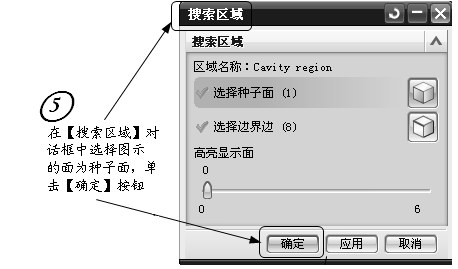 搜索区域
搜索区域
区域名称：Cavity region
选择种子面 (1)
选择边界边 (8)
高亮显示面
0
0 6
确定 应用 取消
5
在【搜索区域】对
话框中选择图示
的面为种子面，单
击【确定】按钮